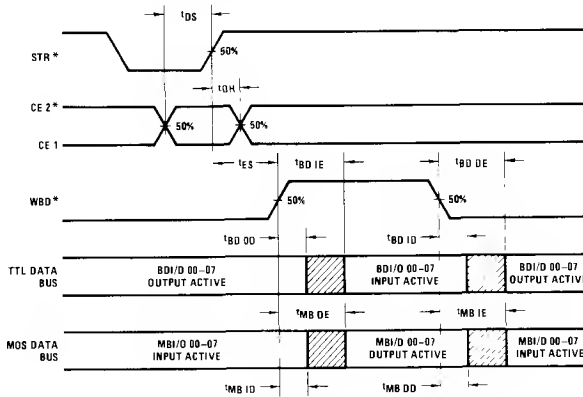 tDS
STR*
50%
tDH
CE 2*
50%
50%
CE 1
tES
tBD IE
tBD DE
WBD*
50%
50%
tBD OD
tBD ID
TTL DATA
BUS
BDI/D 00–07
OUTPUT ACTIVE
BDI/O 00–07
INPUT ACTIVE
BDI/D 00–07
OUTPUT ACTIVE
tMB OE
tMB IE
MOS DATA
BUS
MBI/O 00–07
INPUT ACTIVE
MBI/D 00–07
OUTPUT ACTIVE
MBI/D 00–07
INPUT ACTIVE
tMB ID
tMB DD